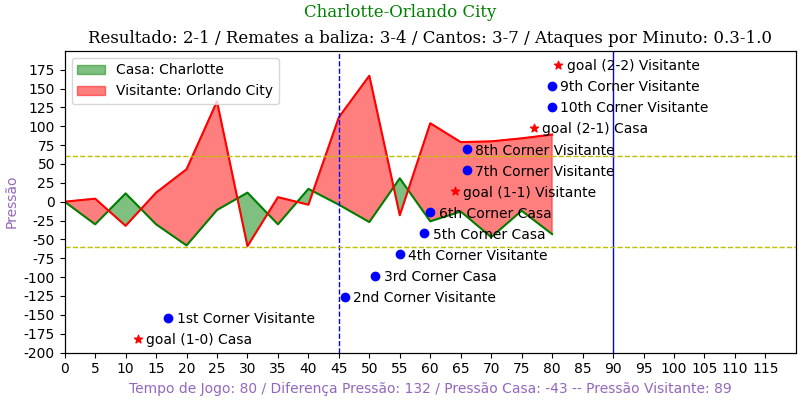 Charlotte-Orlando City
Resultado: 2-1 / Remates a baliza: 3-4 / Cantos: 3-7 / Ataques por Minuto: 0.3-1.0
Casa: Charlotte
Visitante: Orlando City
goal (2-2) Visitante
9th Corner Visitante
10th Corner Visitante
goal (2-1) Casa
8th Corner Visitante
7th Corner Visitante
goal (1-1) Visitante
6th Corner Casa
5th Corner Casa
4th Corner Visitante
3rd Corner Casa
2nd Corner Visitante
1st Corner Visitante
goal (1-0) Casa
Pressão
175
150
125
100
75
50
25
0
-25
-50
-75
-100
-125
-150
-175
-200
0 5 10 15 20 25 30 35 40 45 50 55 60 65 70 75 80 85 90 95 100 105 110 115
Tempo de Jogo: 80 / Diferença Pressão: 132 / Pressão Casa: -43 -- Pressão Visitante: 89